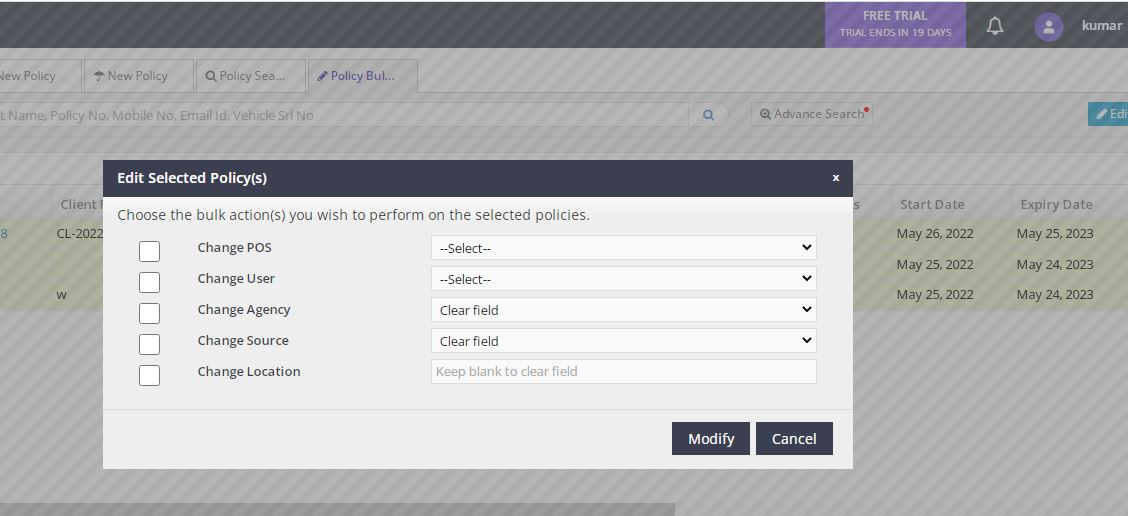 FREE TRIAL
TRIAL ENDS IN 19 DAYS
kumar
New Policy
New Policy
Policy Sea...
Policy Bul...
t Name, Policy No, Mobile No, Email Id, Vehicle Srl No
Advance Search
Edi
Edit Selected Policy(s)
x
Client
s
Start Date
Expiry Date
Choose the bulk action(s) you wish to perform on the selected policies.
8
CL-2022
May 26, 2022
May 25, 2023
Change POS
--Select--
Change User
--Select--
May 25, 2022
May 24, 2023
w
May 25, 2022
May 24, 2023
Change Agency
Clear field
Change Source
Clear field
Change Location
Keep blank to clear field
Modify
Cancel